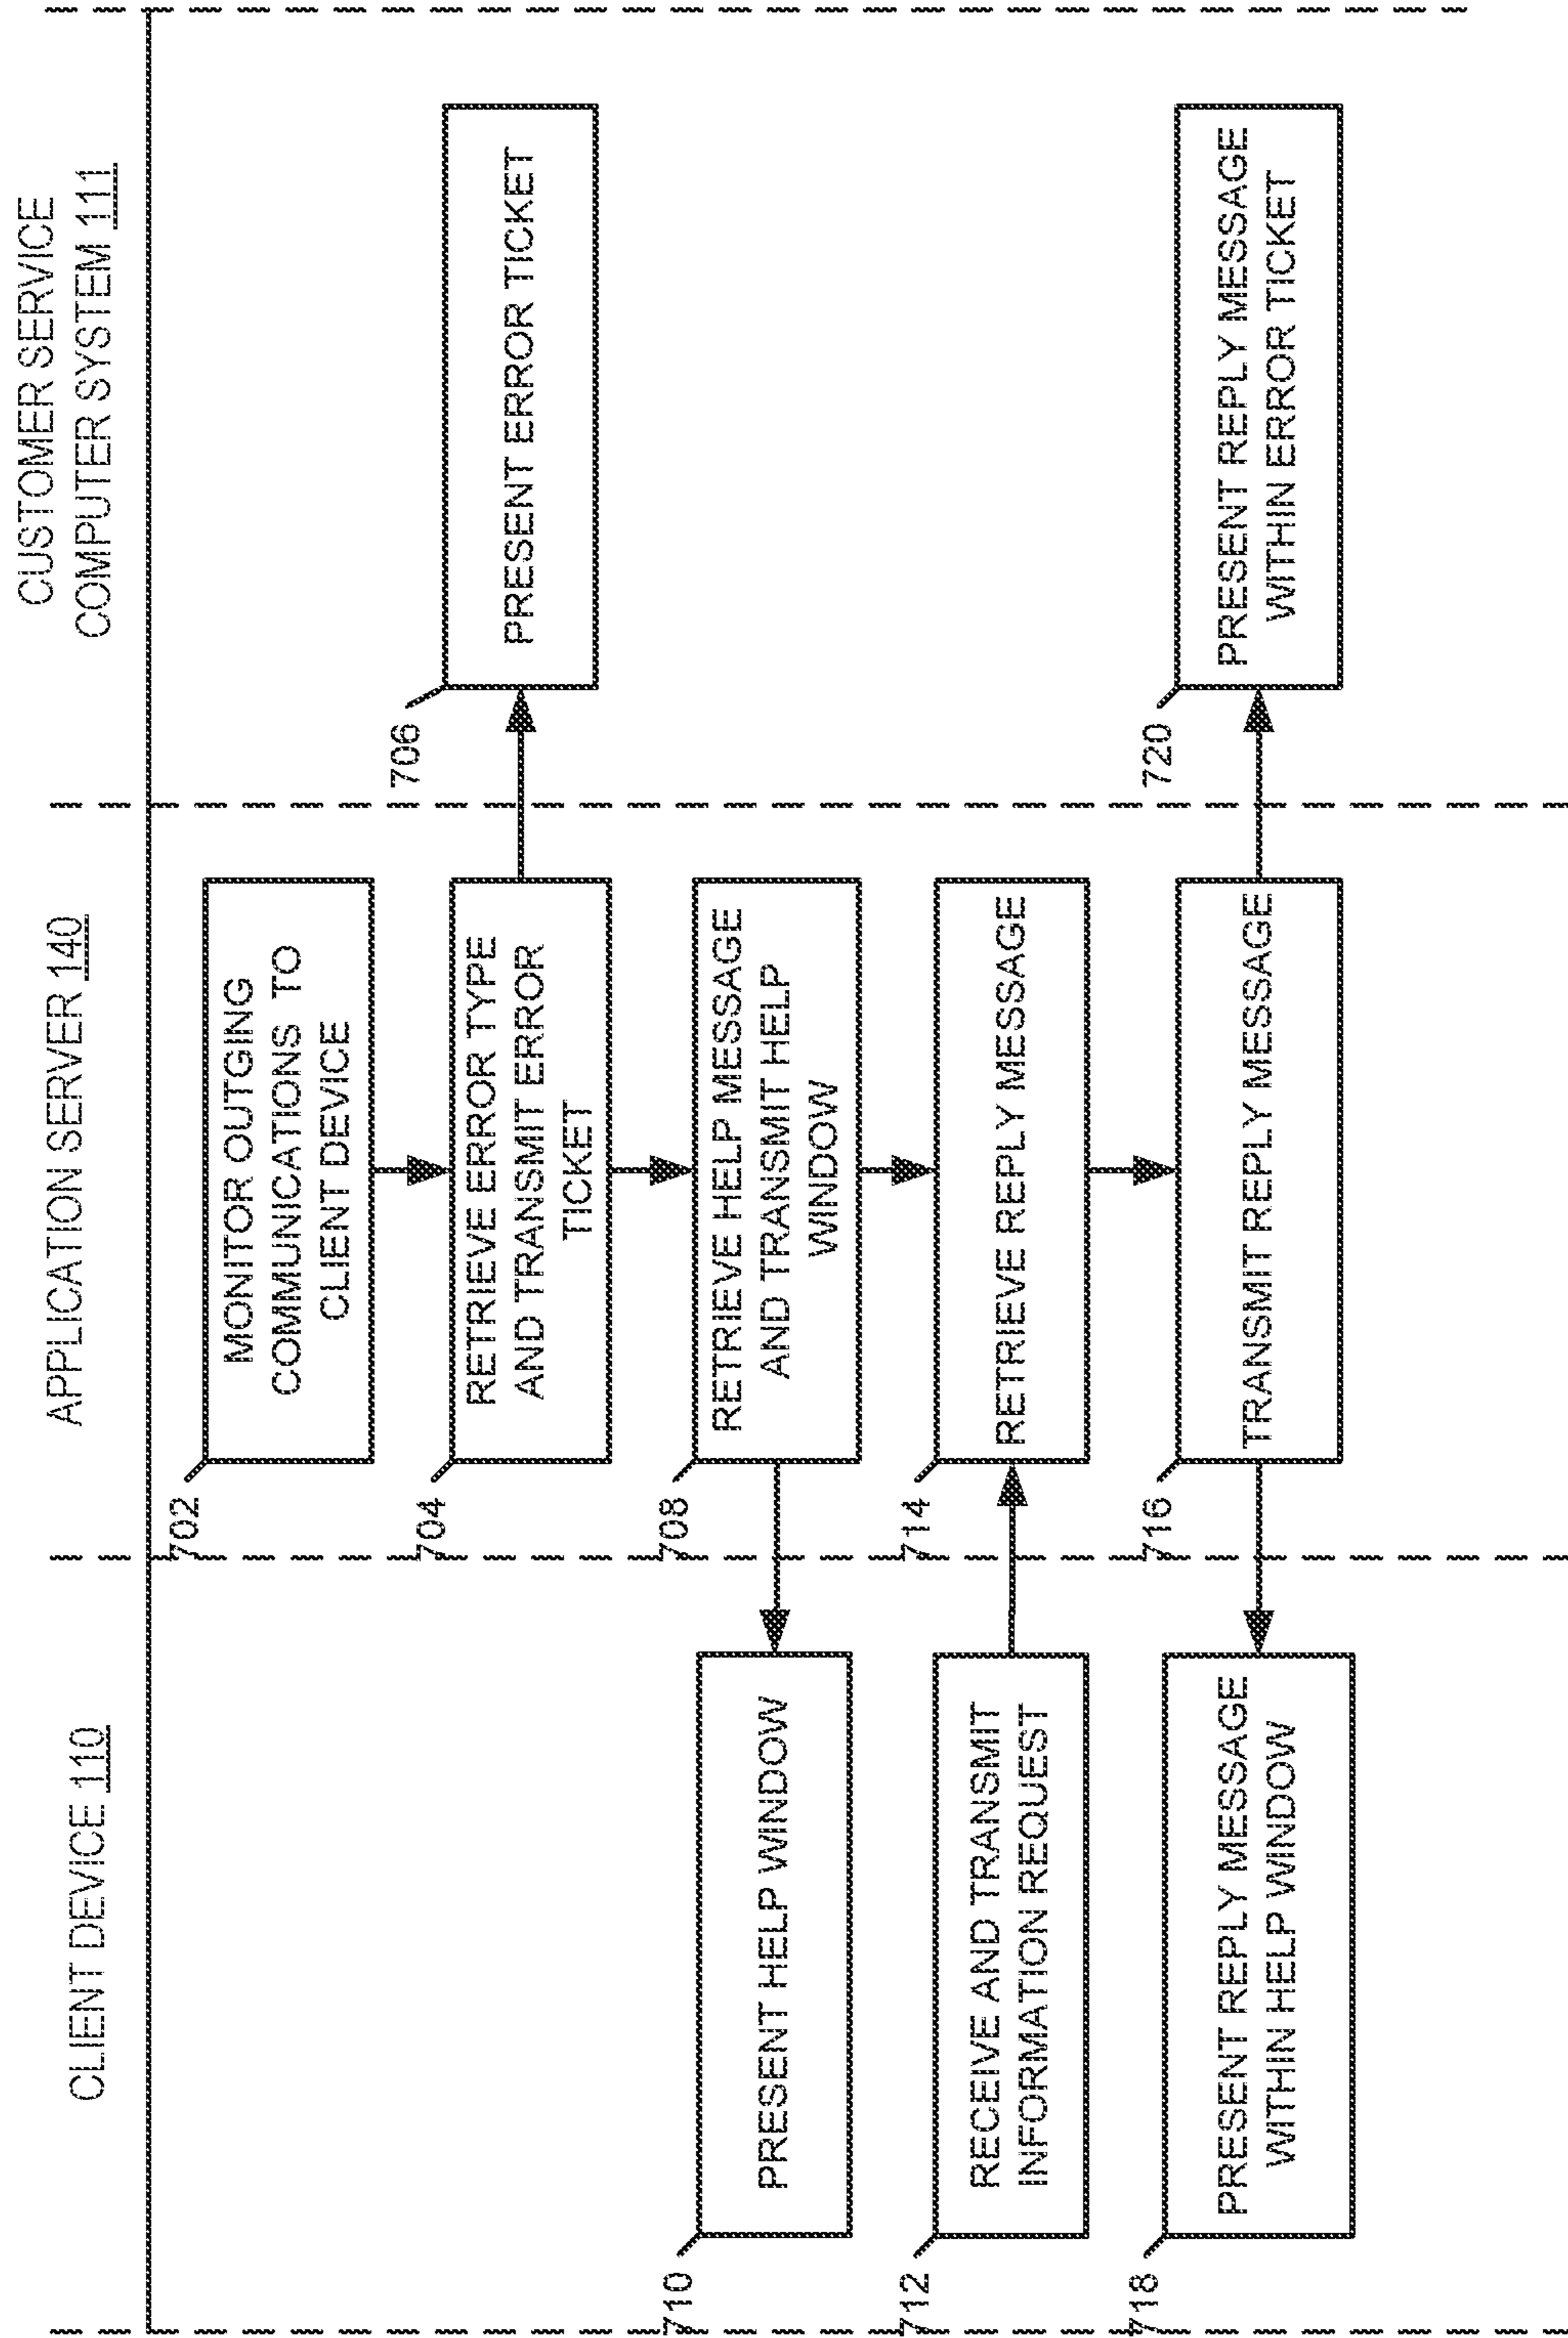 CLIENT DEVICE 110
APPLICATION SERVER 140
CUSTOMER SERVICE
COMPUTER SYSTEM 111
702
MONITOR OUTGING
COMMUNICATIONS TO
CLIENT DEVICE
704
RETRIEVE ERROR TYPE
AND TRANSMIT ERROR
TICKET
706
PRESENT ERROR TICKET
708
RETRIEVE HELP MESSAGE
AND TRANSMIT HELP
WINDOW
710
PRESENT HELP WINDOW
712
RECEIVE AND TRANSMIT
INFORMATION REQUEST
714
RETRIEVE REPLY MESSAGE
716
TRANSMIT REPLY MESSAGE
718
PRESENT REPLY MESSAGE
WITHIN HELP WINDOW
720
PRESENT REPLY MESSAGE
WITHIN ERROR TICKET